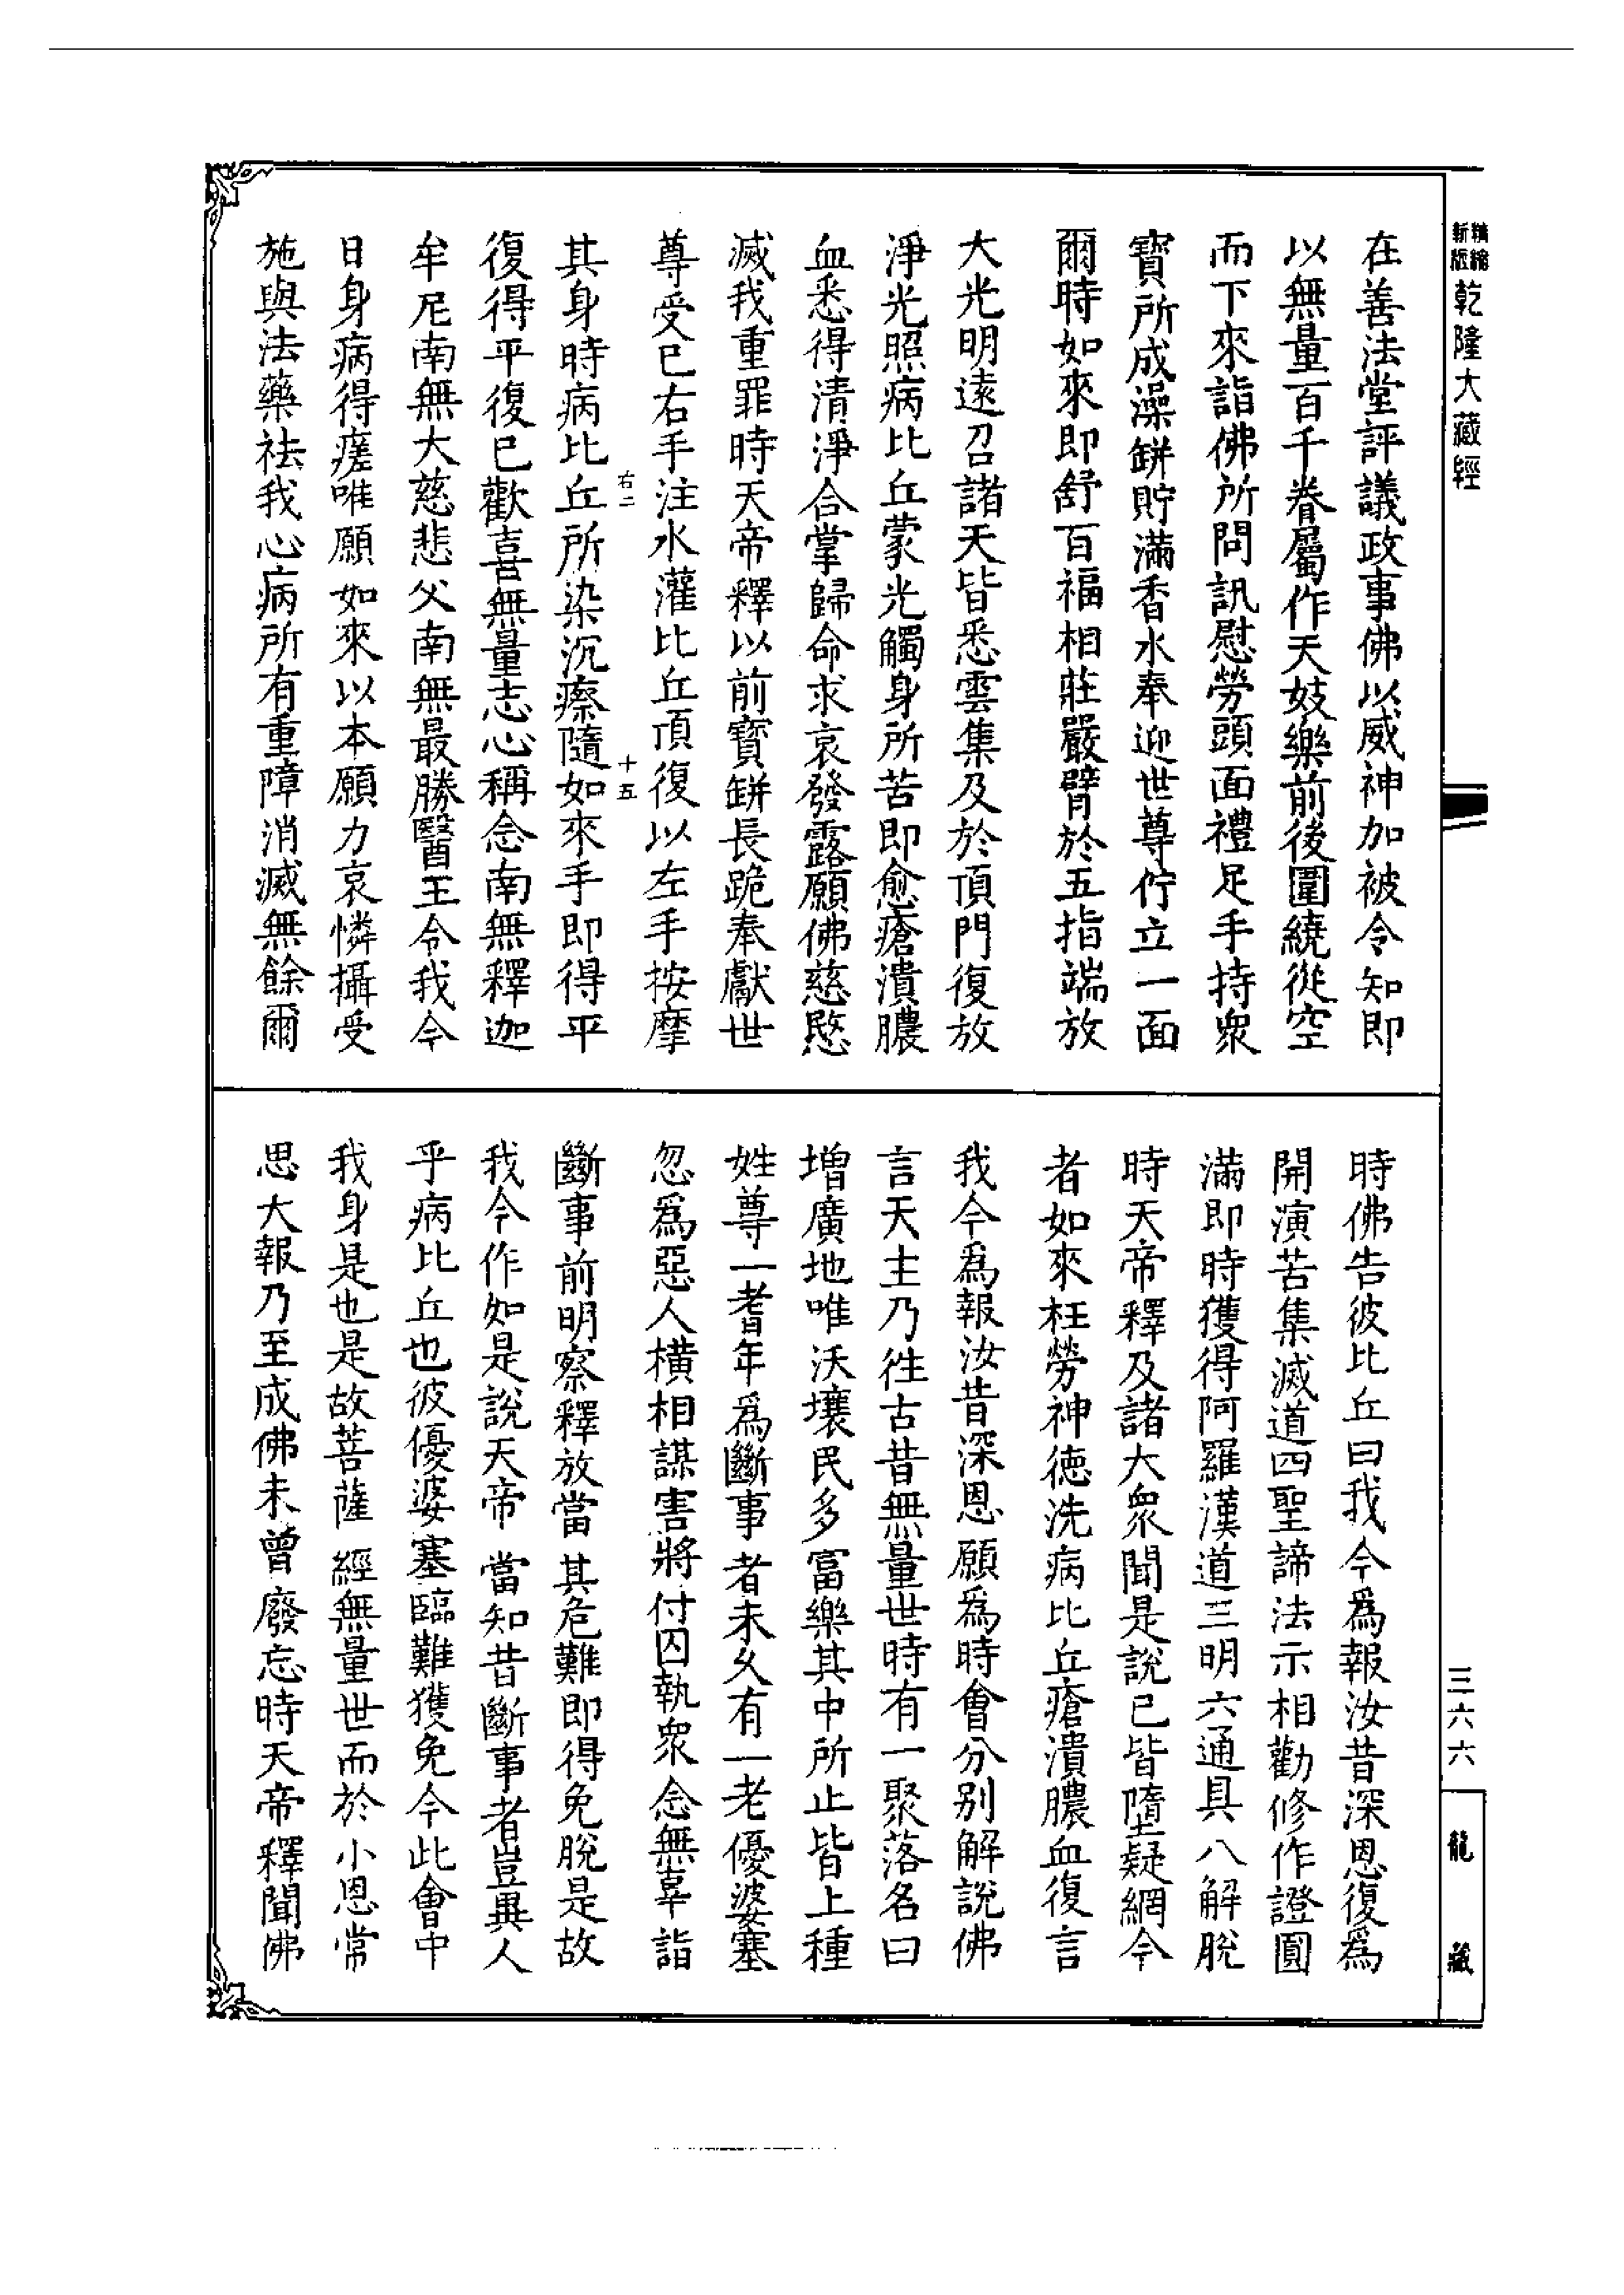 新版精縮乾隆大藏經
在善法堂評議政事佛以威神加被令知即
以無量百千眷屬作天妓樂前後圍繞從空
而下來詣佛所問訊慰勞頭面禮足手持眾
寶所成澡缾貯滿香水奉迎世尊佇立一面
爾時如來即舒百福相莊嚴臂於五指端放
大光明遠召諸天皆悉雲集及於頂門復放
淨光照病比丘蒙光觸身所苦即愈瘡潰膿
血悉得清淨合掌歸命求哀發露願佛慈愍
滅我重罪時天帝釋以前寶缾長跪奉獻世
尊受已右手注水灌比丘頂復以左手按摩
右二
十五
其身時病比丘所染沉瘵隨如來手即得平
復得平復已歡喜無量志心稱念南無釋迦
牟尼南無大慈悲父南無最勝醫王令我今
日身病得瘥唯願如來以本願力哀憐攝受
施與法藥祛我心病所有重障消滅無餘爾
時佛告彼比丘曰我今爲報汝昔深恩復爲
開演苦集滅道四聖諦法示相勸修作證圓
滿即時獲得阿羅漢道三明六通具八解脫
時天帝釋及諸大眾聞是說已皆墮疑網今
者如來枉勞神德洗病比丘瘡潰膿血復言
我今爲報汝昔深恩願爲時會分別解說佛
言天主乃往古昔無量世時有一聚落名曰
增廣地唯沃壤民多富樂其中所止皆上種
姓尊一耆年爲斷事者未久有一老優婆塞
忽爲惡人橫相謀害將付囚執眾念無辜詣
斷事前明察釋放當其危難即得免脫是故
我今作如是說天帝當知昔斷事者豈異人
乎病比丘也彼優婆塞臨難獲免今此會中
我身是也是故菩薩經無量世而於小恩常
思大報乃至成佛未曾廢忘時天帝釋聞佛
三六六
龍藏